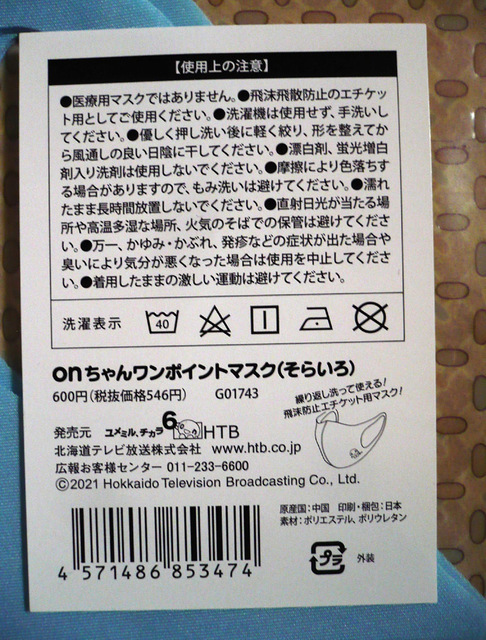 【使用上の注意】
●医療用マスクではありません。●飛沫飛散防止のエチケッ
ト用としてご使用ください。●洗濯機は使用せず、手洗いし
てください。●優しく押し洗い後に軽く絞り、形を整えてか
ら風通しの良い日陰に干してください。●漂白剤、蛍光増白
剤入り洗剤は使用しないでください。●摩擦により色落ちす
る場合がありますので、もみ洗いは避けてください。●濡れ
たまま長時間放置しないでください。●直射日光が当たる場
所や高温多湿な場所、火気のそばでの保管は避けてくださ
い。●万一、かゆみ・かぶれ、発疹などの症状が出た場合や
臭いにより気分が悪くなった場合は使用を中止してくださ
い。●着用したままの激しい運動は避けてください。
洗濯表示 40
onちゃんワンポイントマスク(そらいろ)
600円(税抜価格546円) G01743
繰り返し洗って使える!
飛沫防止エチケット用マスク!
発売元 ユメミル、チカラ 6 HTB
北海道テレビ放送株式会社 www.htb.co.jp
広報お客様センター 011-233-6600
©2021 Hokkaido Television Broadcasting Co., Ltd.
原産国:中国 印刷・梱包:日本
素材:ポリエステル、ポリウレタン
プラ 外装
4 571486 853474